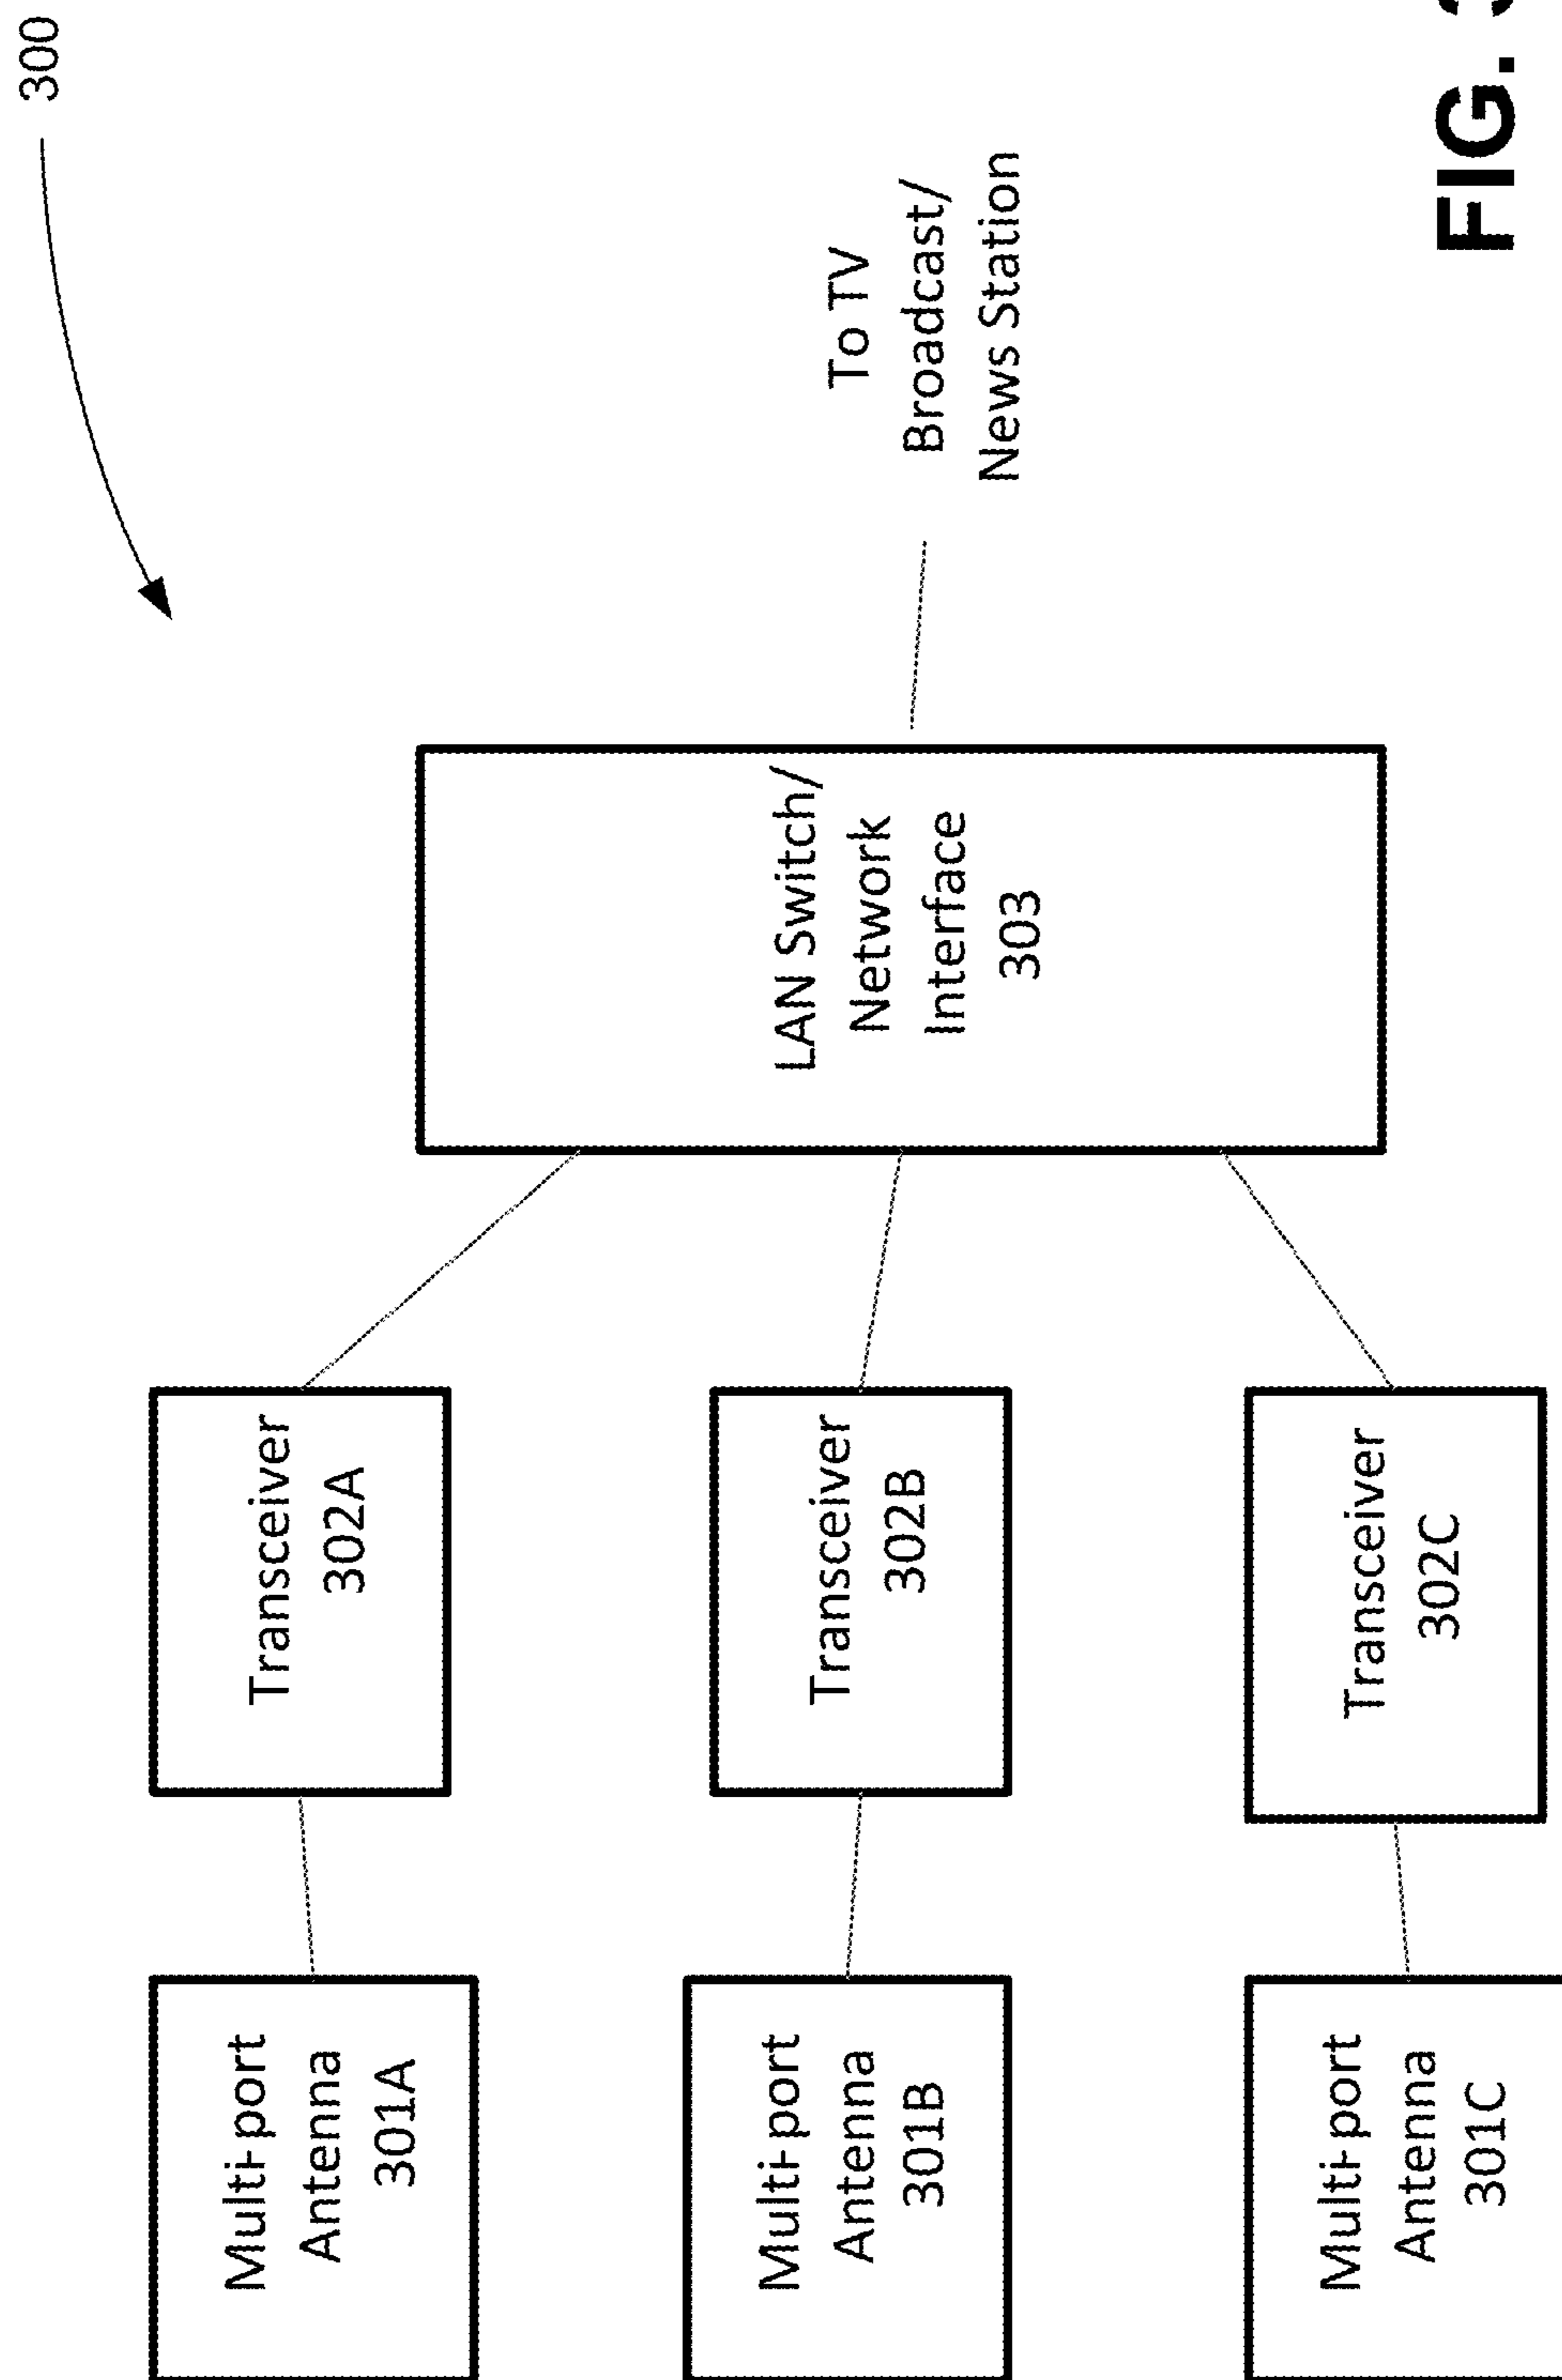 300
Multi-port
Antenna
301A
Transceiver
302A
Multi-port
Antenna
301B
Transceiver
302B
Multi-port
Antenna
301C
Transceiver
302C
LAN Switch/
Network
Interface
303
To TV
Broadcast/
News Station
FIG.